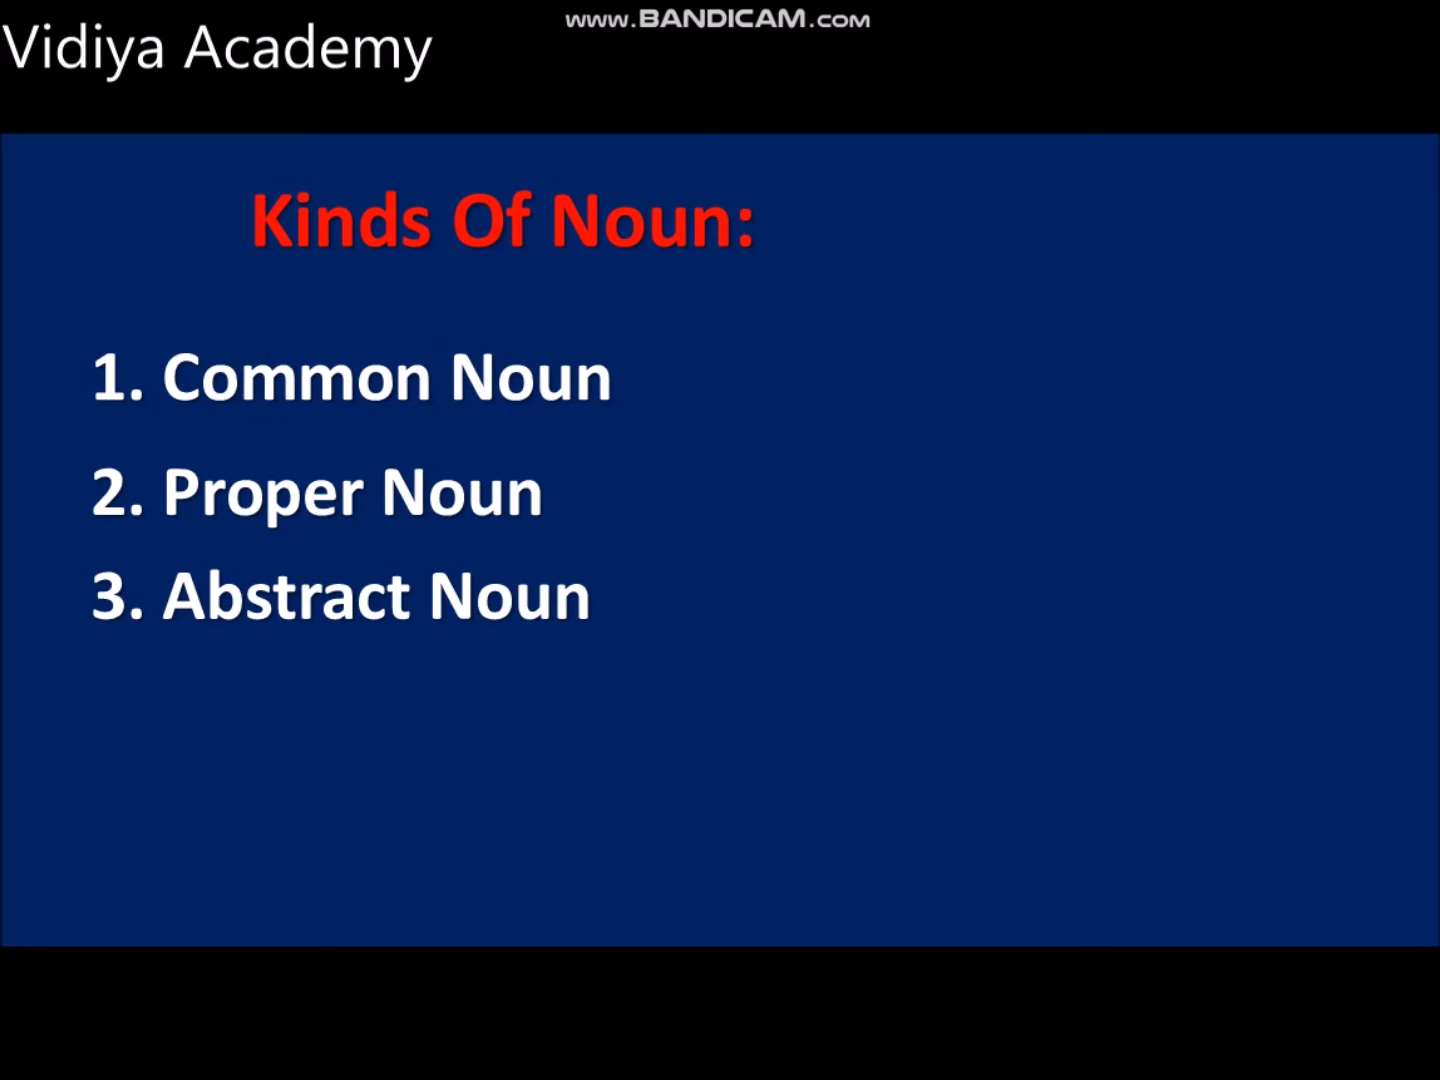 www.BANDICAM.com
Vidiya Academy
Kinds Of Noun:
1. Common Noun
2. Proper Noun
3. Abstract Noun